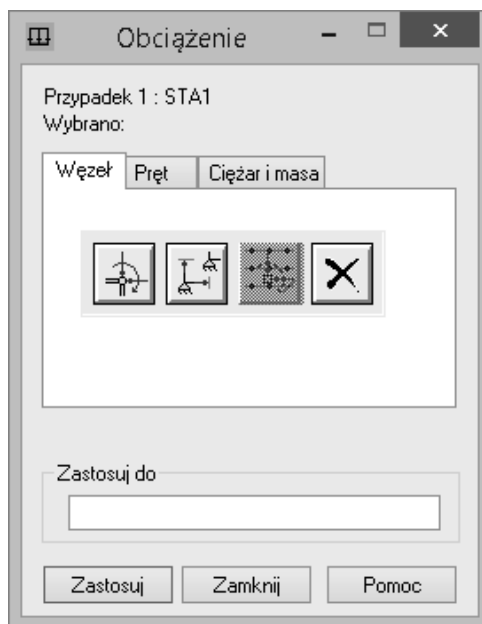 Obciążenie
Przypadek 1 : STA1
Wybrano:
Węzeł Pręt Ciężar i masa
Zastosuj do
Zastosuj Zamknij Pomoc